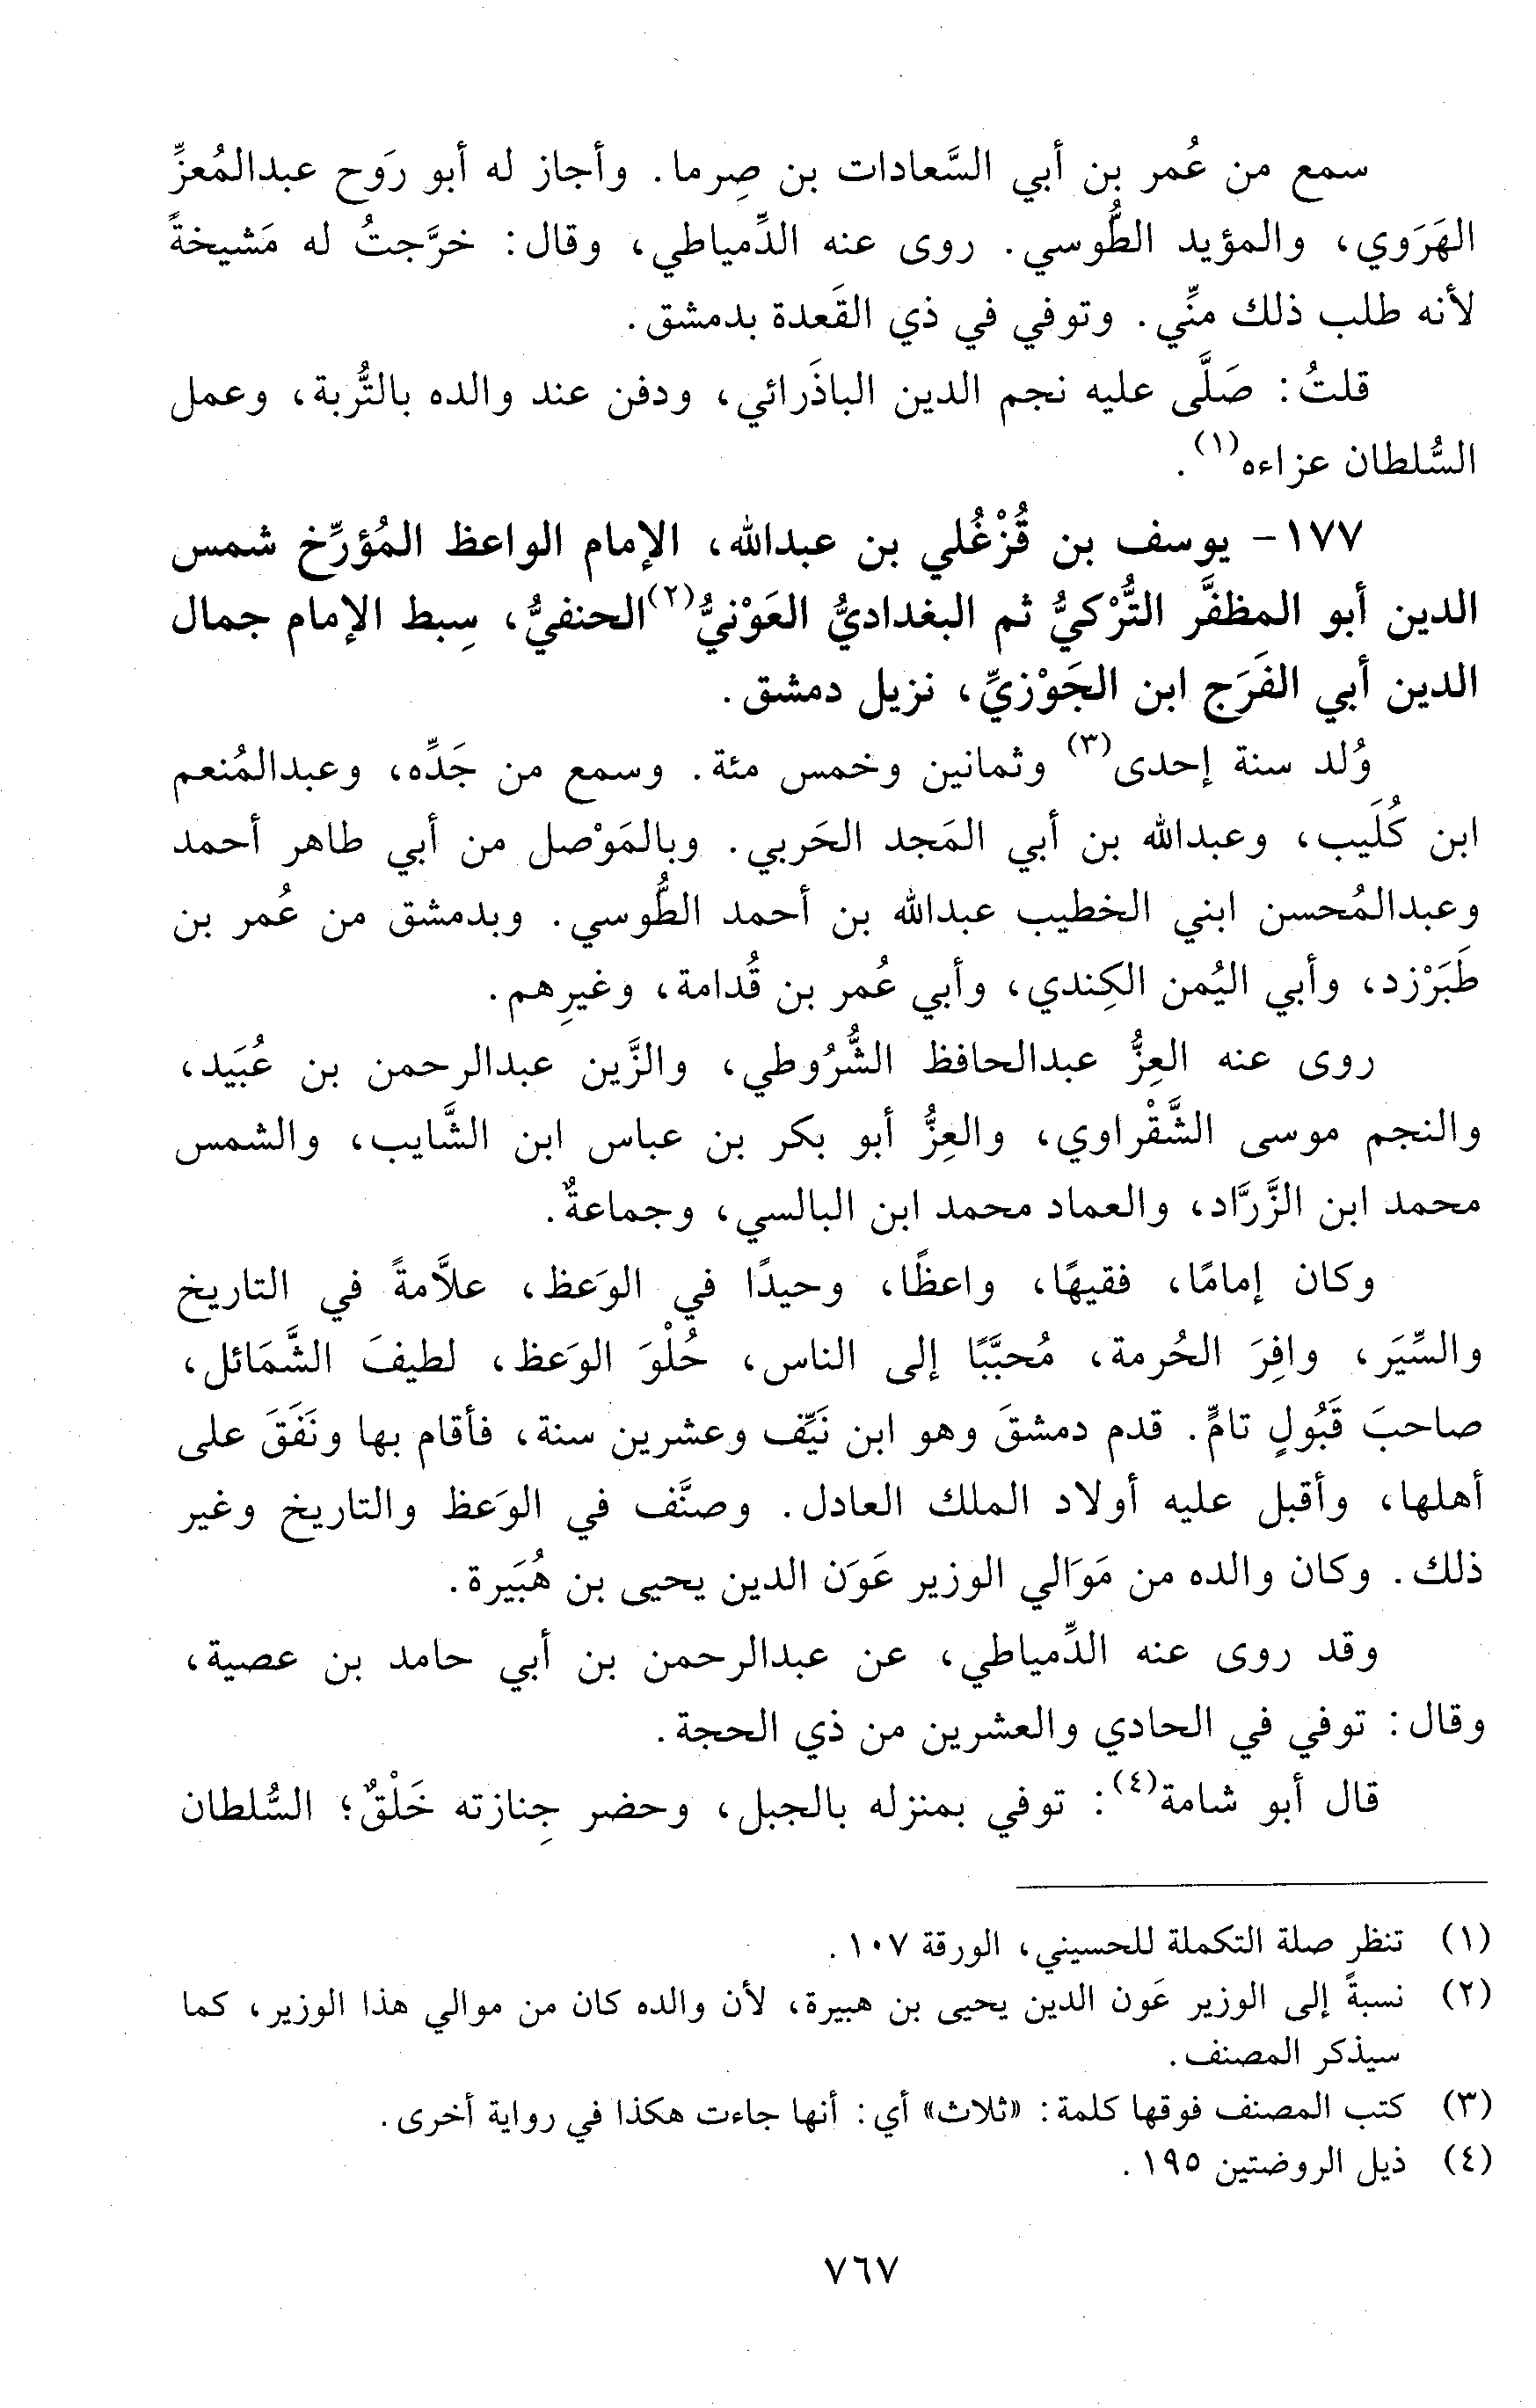 سمع من عُمر بن أبي السَّعادات بن صِرما. وأجاز له أبو رَوح عبدالمُعزِّ
الهَرَوي، والمؤيد الطُّوسي. روى عنه الدِّمياطي، وقال: خرَّجتُ له مَشيخةً
لأنه طلب ذلك منِّي. وتوفي في ذي القَعدة بدمشق.
قلتُ: صَلَّى عليه نجم الدين الباذَرائي، ودفن عند والده بالتُّربة، وعمل
السُّلطان عزاءه(١).
١٧٧- يوسف بن قُزْغُلي بن عبدالله، الإمام الواعظ المُؤرِّخ شمس
الدين أبو المظفَّر التُّرْكيُّ ثم البغداديُّ العَوْنيُّ(٢)الحنفيُّ، سِبط الإمام جمال
الدين أبي الفَرَج ابن الجَوْزيِّ، نزيل دمشق.
وُلد سنة إحدى(٣) وثمانين وخمس مئة. وسمع من جَدِّه، وعبدالمُنعم
ابن كُلَيب، وعبدالله بن أبي المَجد الحَربي. وبالمَوْصل من أبي طاهر أحمد
وعبدالمُحسن ابني الخطيب عبدالله بن أحمد الطُّوسي. وبدمشق من عُمر بن
طَبَرْزد، وأبي اليُمن الكِندي، وأبي عُمر بن قُدامة، وغيرِهم.
روى عنه العِزُّ عبدالحافظ الشُّرُوطي، والزَّين عبدالرحمن بن عُبَيد،
والنجم موسى الشَّقْراوي، والعِزُّ أبو بكر بن عباس ابن الشَّايب، والشمس
محمد ابن الزَّرَّاد، والعماد محمد ابن البالسي، وجماعةٌ.
وكان إمامًا، فقيهًا، واعظًا، وحيدًا في الوَعظ، علاَّمةً في التاريخ
والسِّيَر، وافِرَ الحُرمة، مُحبَّبًا إلى الناس، حُلْوَ الوَعظ، لطيفَ الشَّمَائل،
صاحبَ قَبُولٍ تامٍّ. قدم دمشقَ وهو ابن نَيِّف وعشرين سنة، فأقام بها ونَفَقَ على
أهلها، وأقبل عليه أولاد الملك العادل. وصنَّف في الوَعظ والتاريخ وغير
ذلك. وكان والده من مَوَالي الوزير عَوَن الدين يحيى بن هُبَيرة.
وقد روى عنه الدِّمياطي، عن عبدالرحمن بن أبي حامد بن عصية،
وقال: توفي في الحادي والعشرين من ذي الحجة.
قال أبو شامة(٤): توفي بمنزله بالجبل، وحضر جِنازته خَلْقٌ؛ السُّلطان
(١) تنظر صلة التكملة للحسيني، الورقة ١٠٧.
(٢) نسبةً إلى الوزير عَون الدين يحيى بن هبيرة، لأن والده كان من موالي هذا الوزير، كما
سيذكر المصنف.
(٣) كتب المصنف فوقها كلمة: «ثلاث» أي: أنها جاءت هكذا في رواية أخرى.
(٤) ذيل الروضتين ١٩٥.
٧٦٧